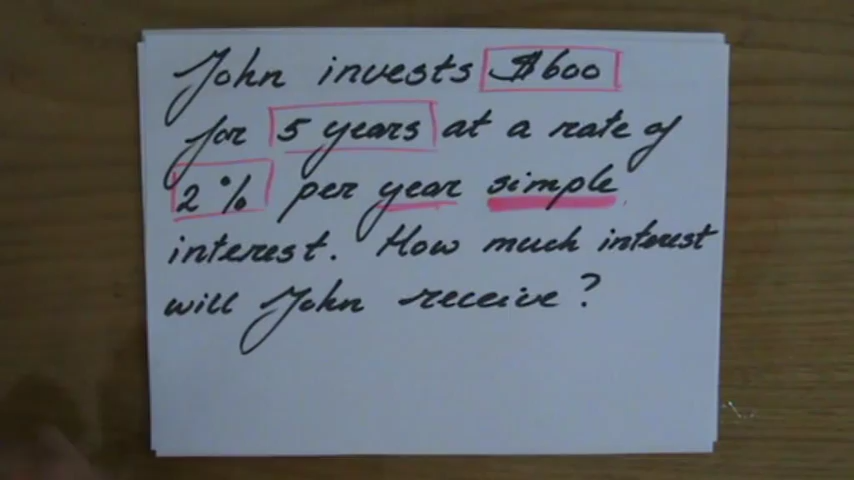 John invests $600
for 5 years at a rate of
2% per year simple
interest. How much interest
will John receive?